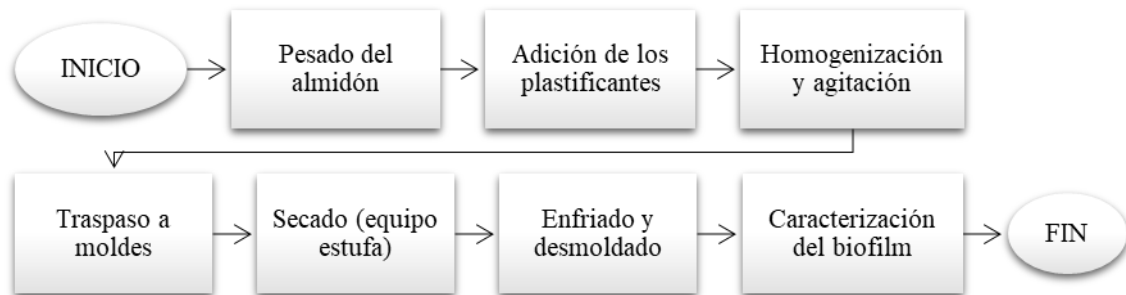 INICIO
Pesado del
almidón
Adición de los
plastificantes
Homogenización
y agitación
Traspaso a
moldes
Secado (equipo
estufa)
Enfriado y
desmoldado
Caracterización
del biofilm
FIN